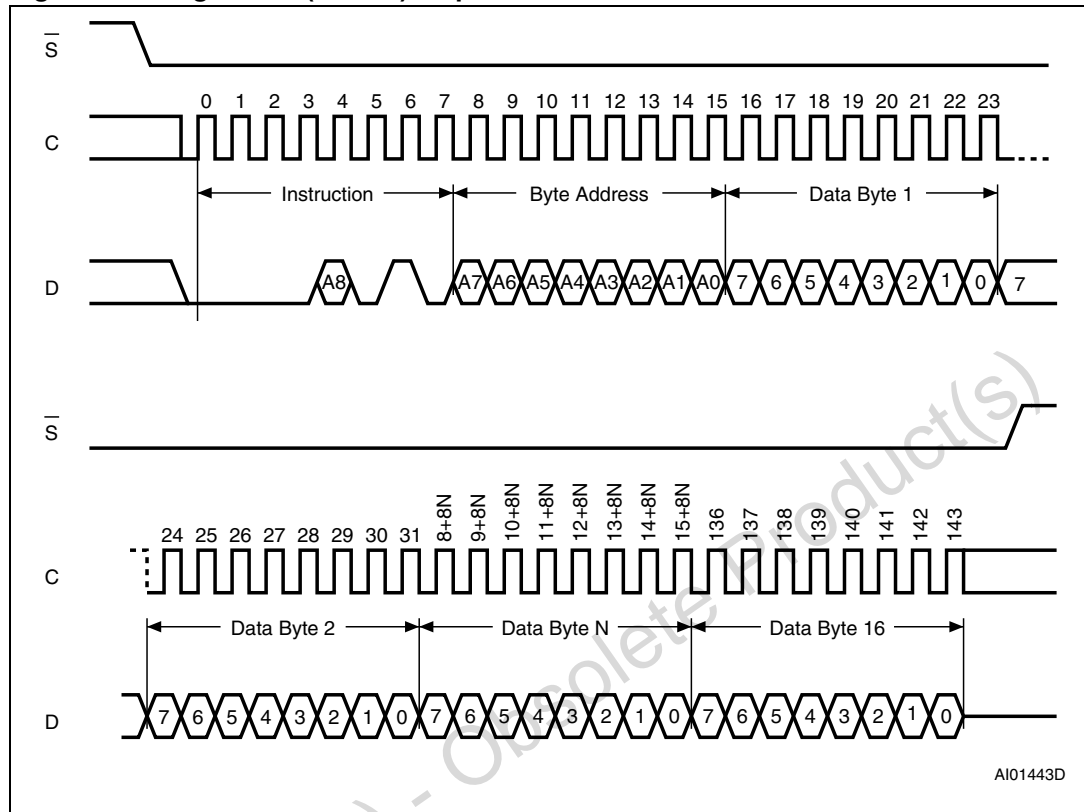 S
0 1 2 3 4 5 6 7 8 9 10 11 12 13 14 15 16 17 18 19 20 21 22 23
C
Instruction Byte Address Data Byte 1
D A8 A7 A6 A5 A4 A3 A2 A1 A0 7 6 5 4 3 2 1 0 7
S
24 25 26 27 28 29 30 31 8+8N 9+8N 10+8N 11+8N 12+8N 13+8N 14+8N 15+8N 136 137 138 139 140 141 142 143
C
Data Byte 2 Data Byte N Data Byte 16
D 7 6 5 4 3 2 1 0 7 6 5 4 3 2 1 0 7 6 5 4 3 2 1 0
AI01443D
) - Obsolete Product(s)